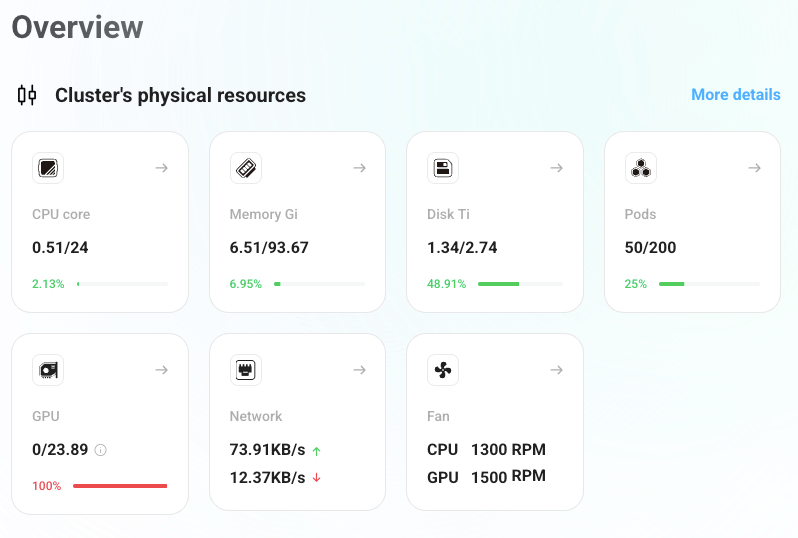 Overview
Cluster's physical resources
More details
CPU core
0.51/24
2.13%
Memory Gi
6.51/93.67
6.95%
Disk Ti
1.34/2.74
48.91%
Pods
50/200
25%
GPU
0/23.89
100%
Network
73.91KB/s
12.37KB/s
Fan
CPU 1300 RPM
GPU 1500 RPM